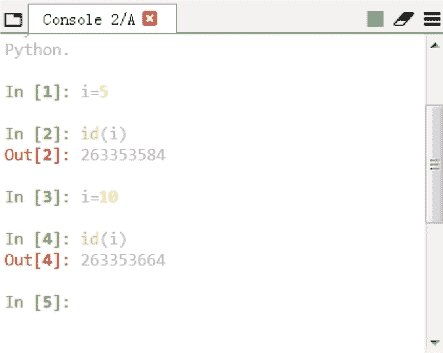 Console 2/A
Python.
In [1]: i=5
In [2]: id(i)
Out[2]: 263353584
In [3]: i=10
In [4]: id(i)
Out[4]: 263353664
In [5]: